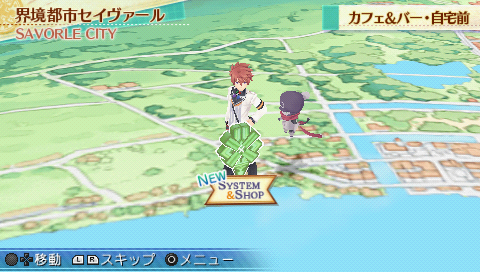 界境都市セイヴァール
SAVORLE CITY
カフェ&バー・自宅前
NEW
SYSTEM
&SHOP
移動 L R スキップ メニュー